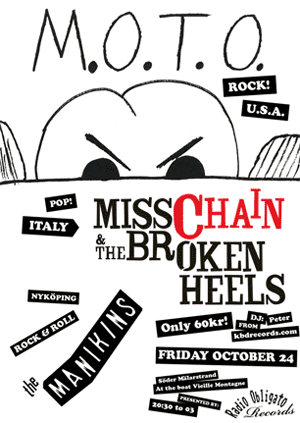 M.O.T.O.
ROCK!
U.S.A.
POP!
ITALY
MISS CHAIN
& THE BROKEN
HEELS
NYKÖPING
ROCK & ROLL
the MANIKINS
Only 60kr!
DJ: Peter
FROM
kbdrecords.com
FRIDAY OCTOBER 24
Söder Mälarstrand
At the boat Vieille Montagne
20:30 to 03
PRESENTED BY:
Radio Obligato
Records